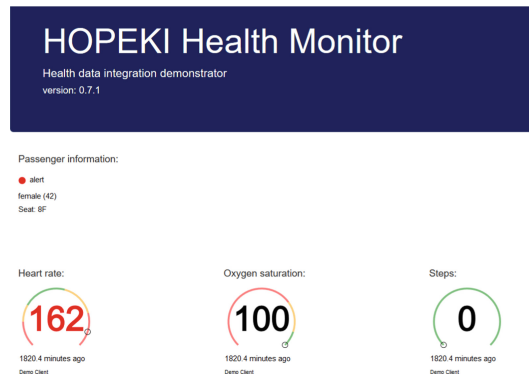 HOPEKI Health Monitor
Health data integration demonstrator
version: 0.7.1
Passenger information:
alert
female (42)
Seat: 8F
Heart rate:
Oxygen saturation:
Steps:
162
100
0
1820.4 minutes ago
1820.4 minutes ago
1820.4 minutes ago
Demo Client
Demo Client
Demo Client